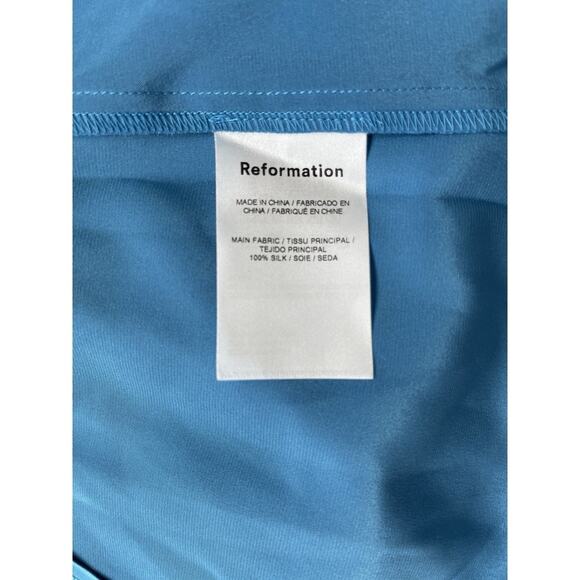 Reformation
MADE IN CHINA / FABRICADO EN
CHINA / FABRIQUÉ EN CHINE
MAIN FABRIC / TISSU PRINCIPAL /
TEJIDO PRINCIPAL
100% SILK / SOIE / SEDA